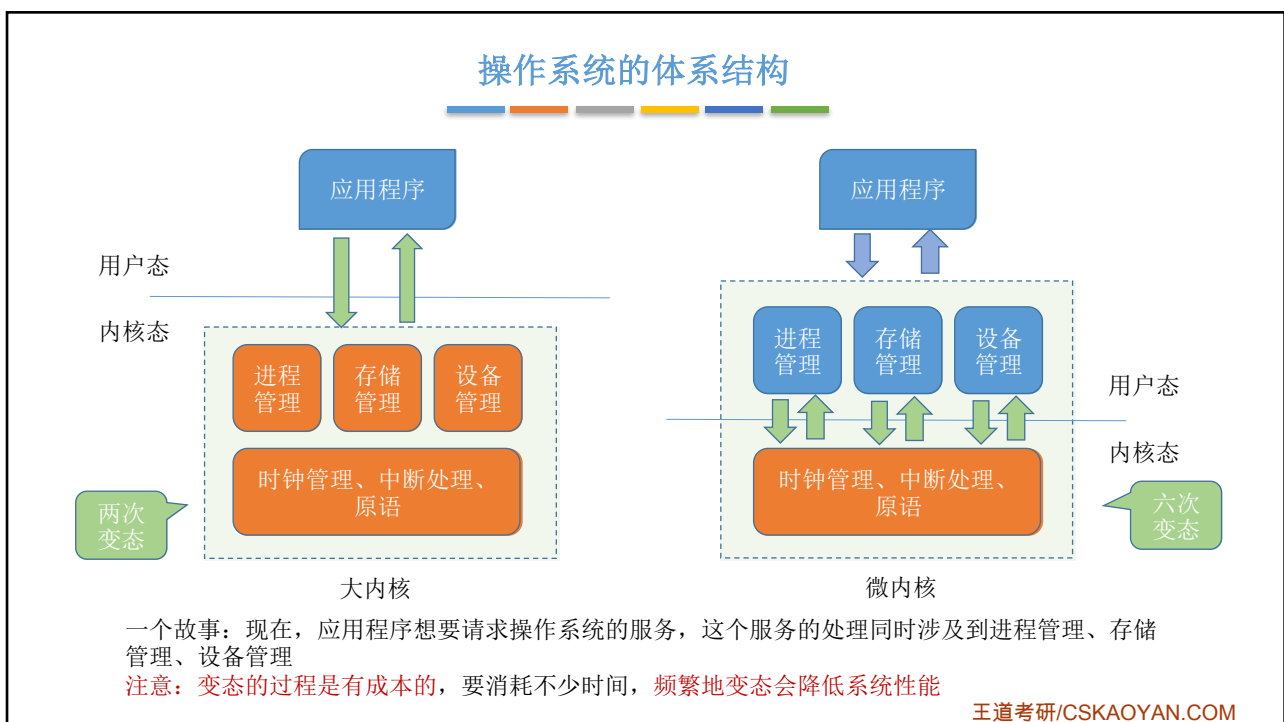 操作系统的体系结构
应用程序
用户态
内核态
进程
管理
存储
管理
设备
管理
时钟管理、中断处理、
原语
两次
变态
大内核
应用程序
进程
管理
存储
管理
设备
管理
用户态
内核态
时钟管理、中断处理、
原语
六次
变态
微内核
一个故事：现在，应用程序想要请求操作系统的服务，这个服务的处理同时涉及到进程管理、存储
管理、设备管理
注意：变态的过程是有成本的，要消耗不少时间，频繁地变态会降低系统性能
王道考研/CSKAOYAN.COM